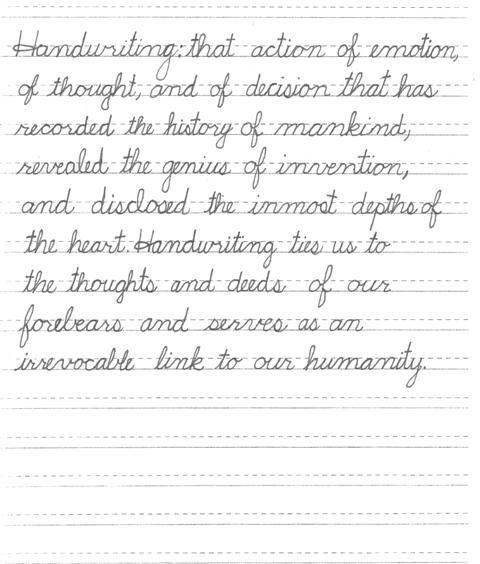 Handwriting: that action of emotion,
of thought, and of decision that has
recorded the history of mankind,
revealed the genius of invention,
and disclosed the inmost depths of
the heart. Handwriting ties us to
the thoughts and deeds of our
forebears and serves as an
irrevocable link to our humanity.